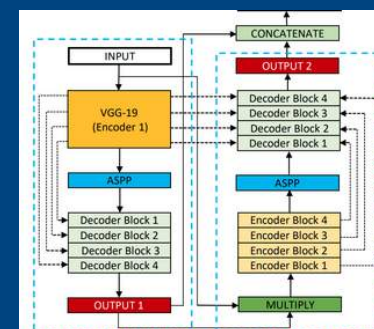 CONCATENATE
INPUT
OUTPUT 2
VGG-19
(Encoder 1)
Decoder Block 4
Decoder Block 3
Decoder Block 2
Decoder Block 1
ASPP
ASPP
Decoder Block 1
Decoder Block 2
Decoder Block 3
Decoder Block 4
Encoder Block 4
Encoder Block 3
Encoder Block 2
Encoder Block 1
OUTPUT 1
MULTIPLY